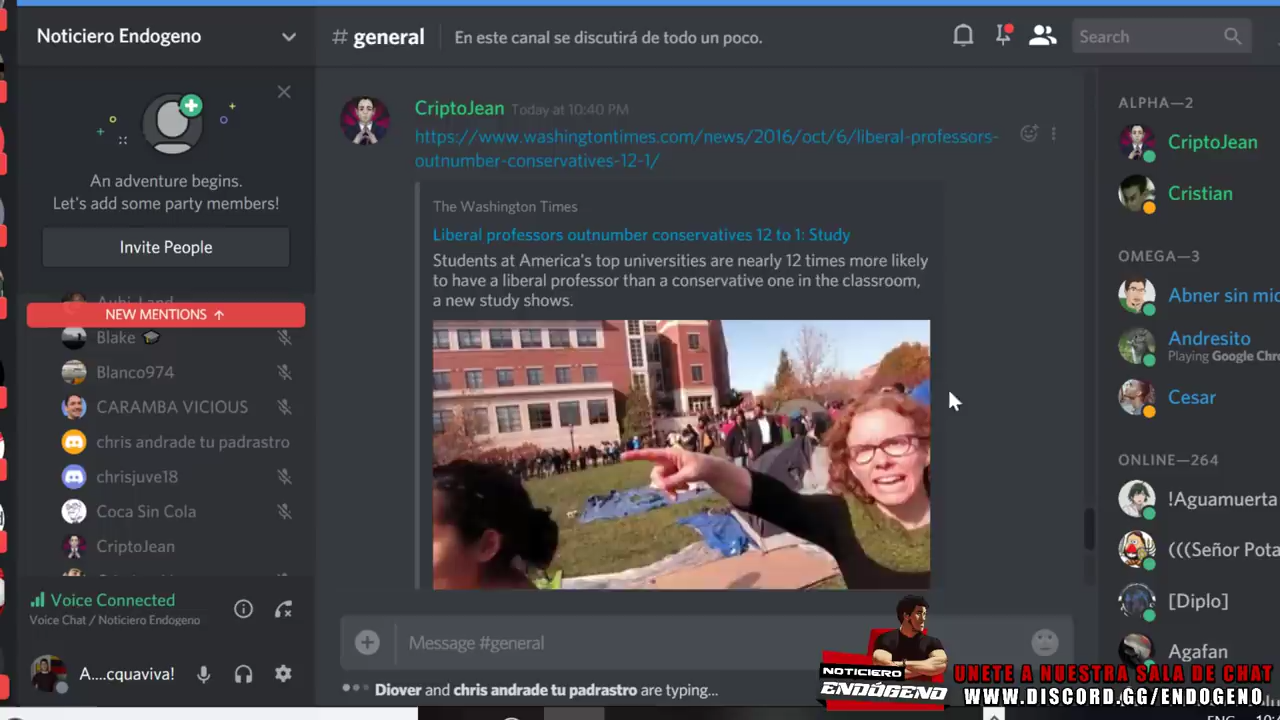 Noticiero Endogeno
# general
En este canal se discutirá de todo un poco.
Search
CriptoJean Today at 10:40 PM
https://www.washingtontimes.com/news/2016/oct/6/liberal-professors-
outnumber-conservatives-12-1/
The Washington Times
Liberal professors outnumber conservatives 12 to 1: Study
Students at America's top universities are nearly 12 times more likely
to have a liberal professor than a conservative one in the classroom,
a new study shows.
An adventure begins.
Let's add some party members!
Invite People
NEW MENTIONS ↑
Blake
Blanco974
CARAMBA VICIOUS
chris andrade tu padrastro
chrisjuve18
Coca Sin Cola
CriptoJean
Voice Connected
Voice Chat / Noticiero Endogeno
A....cquaviva!
Message #general
Diover and chris andrade tu padrastro are typing...
ALPHA—2
CriptoJean
Cristian
OMEGA—3
Abner sin mic
Andresito
Playing Google Chro
Cesar
ONLINE—264
!Aguamuerta
(((Señor Pota
[Diplo]
Agafan
NOTICIERO
ENDÓGENO
UNETE A NUESTRA SALA DE CHAT
WWW.DISCORD.GG/ENDOGENO